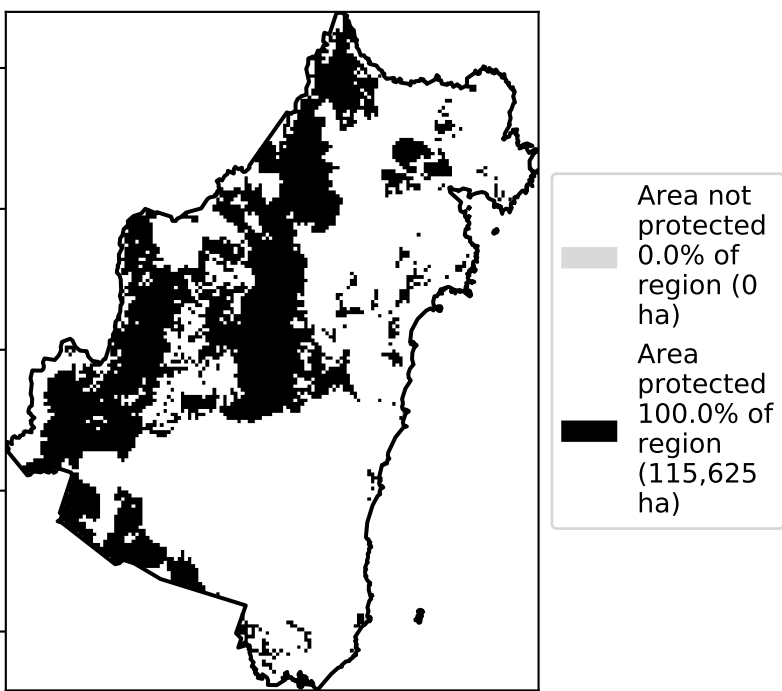 Area not
protected
0.0% of
region (0
ha)
Area
protected
100.0% of
region
(115,625
ha)